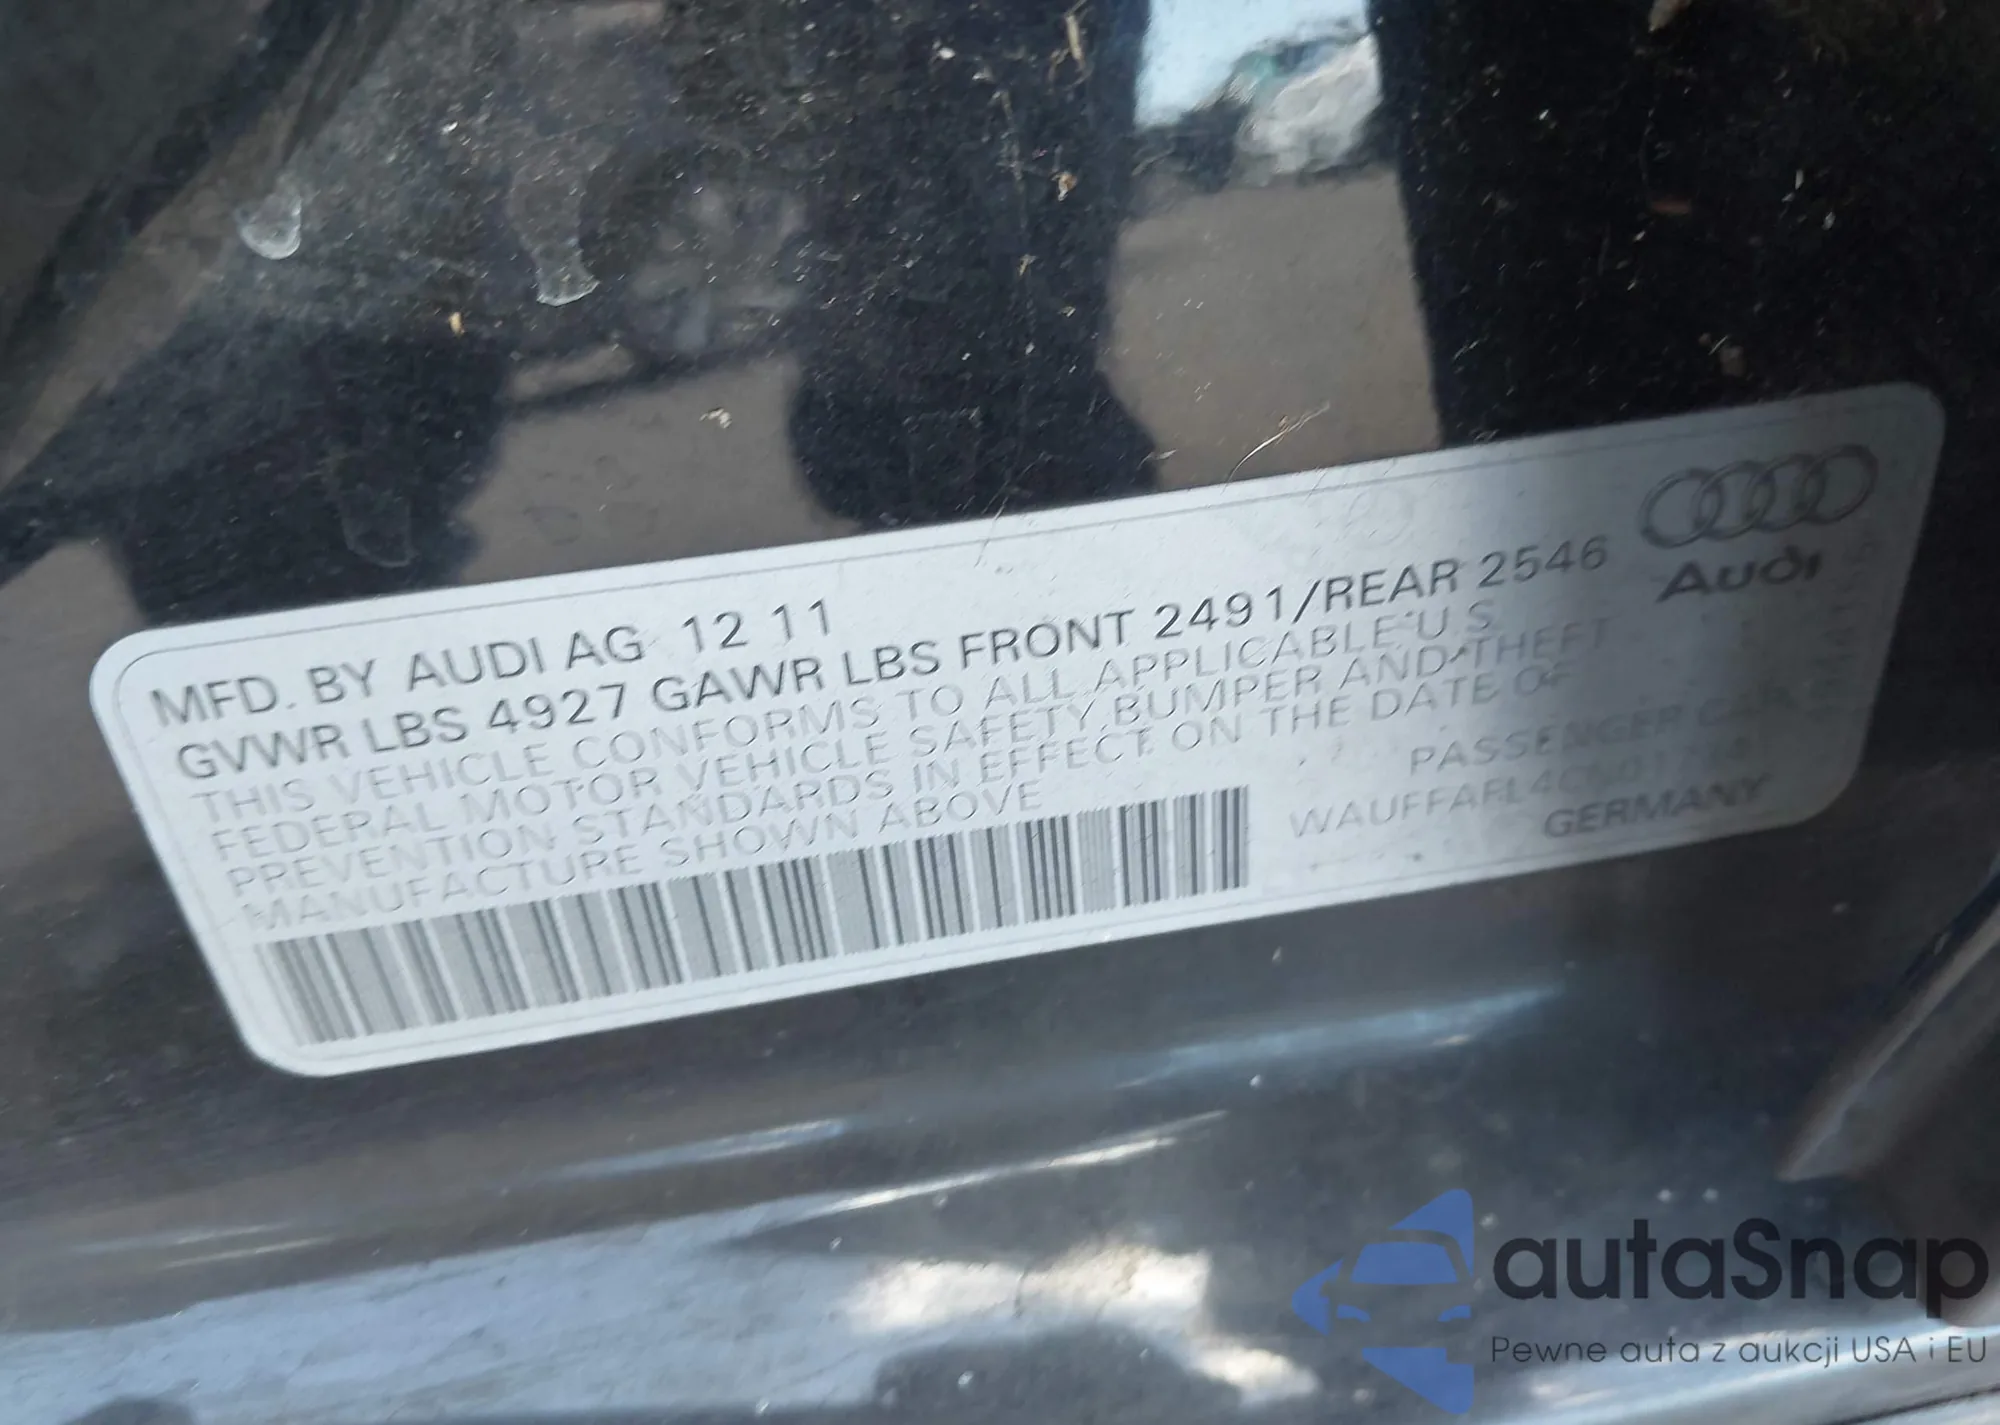 MFD. BY AUDI AG 12 11
GVWR LBS 4927 GAWR LBS FRONT 2491/REAR 2546
THIS VEHICLE CONFORMS TO ALL APPLICABLE U.S.
FEDERAL MOTOR VEHICLE SAFETY, BUMPER AND THEFT
PREVENTION STANDARDS IN EFFECT ON THE DATE OF
MANUFACTURE SHOWN ABOVE
Audi
PASSENGER CAR
GERMANY
autaSnap
Pewne auta z aukcji USA i EU